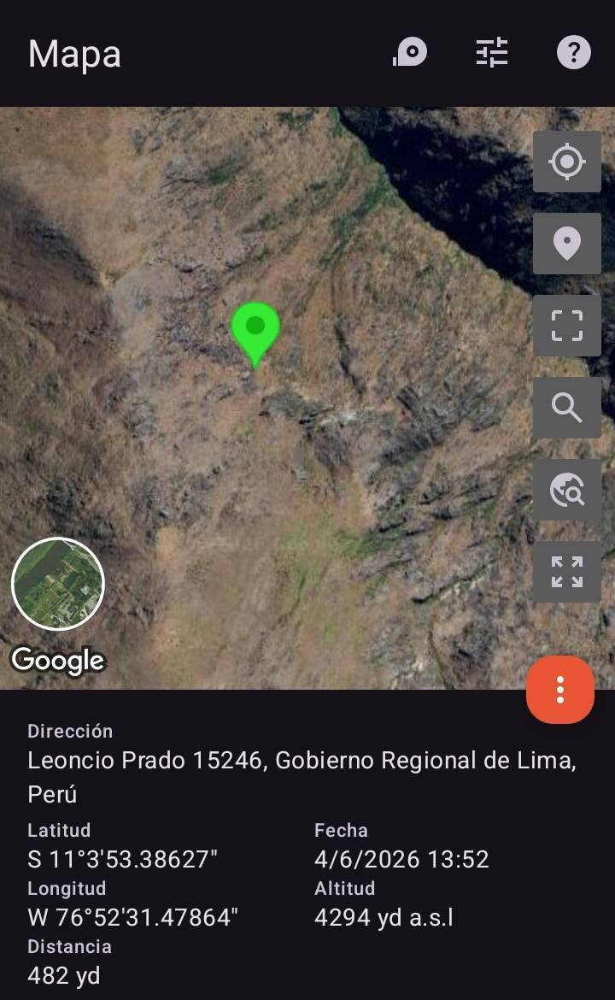 Mapa
Google
Dirección
Leoncio Prado 15246, Gobierno Regional de Lima,
Perú
Latitud
S 11°3'53.38627"
Fecha
4/6/2026 13:52
Longitud
W 76°52'31.47864"
Altitud
4294 yd a.s.l
Distancia
482 yd